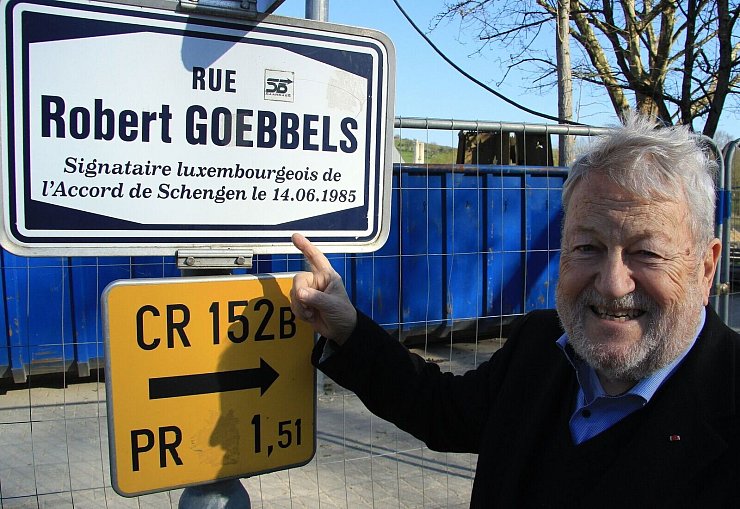 RUE
Robert GOEBBELS
Signataire luxembourgeois de
l'Accord de Schengen le 14.06.1985
CR 152B
PR 1,51